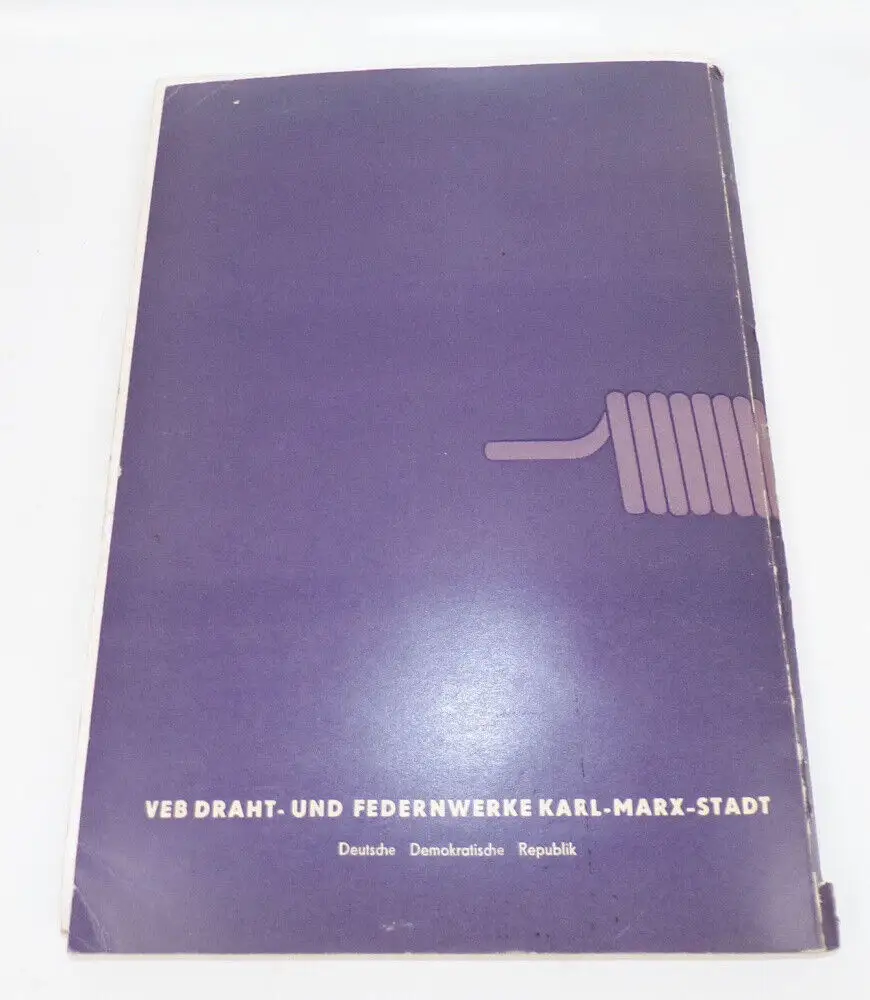 VEB DRAHT- UND FEDERNWERKE KARL-MARX-STADT
Deutsche Demokratische Republik